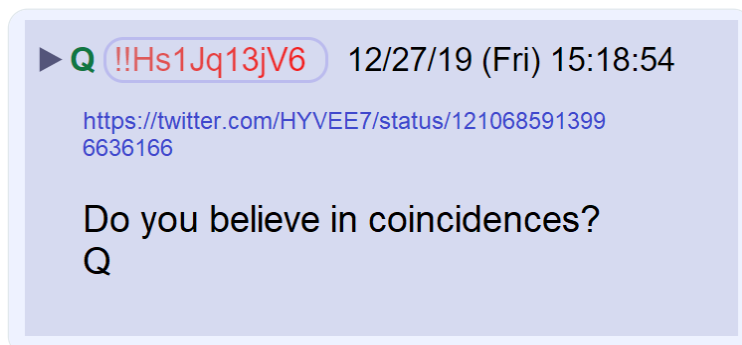 Q !!Hs1Jq13jV6 12/27/19 (Fri) 15:18:54
https://twitter.com/HYVEE7/status/121068591399
6636166
Do you believe in coincidences?
Q